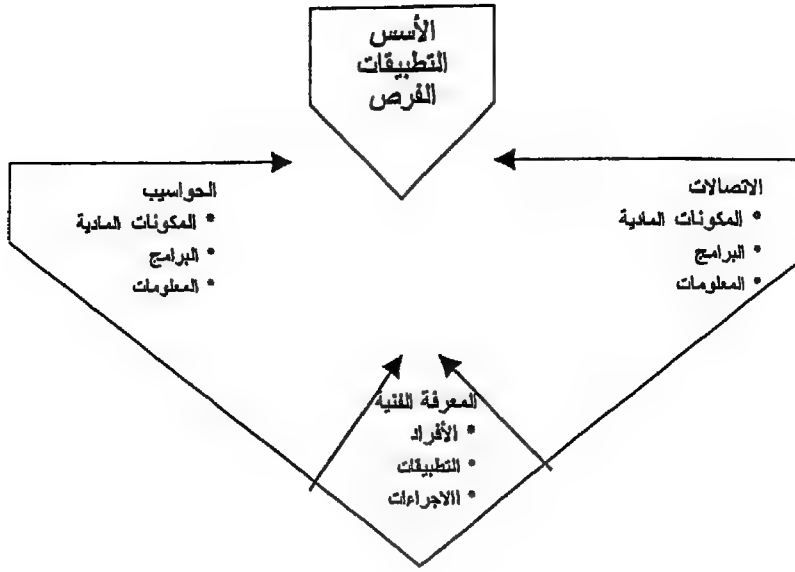 الأسس
التطبيقات
الفرص
الاتصالات
• المكونات المادية
• البرامج
• المعلومات
الحواسيب
• المكونات المادية
• البرامج
• المعلومات
المعرفة الفنية
• الأفراد
• التطبيقات
• الاجراءات